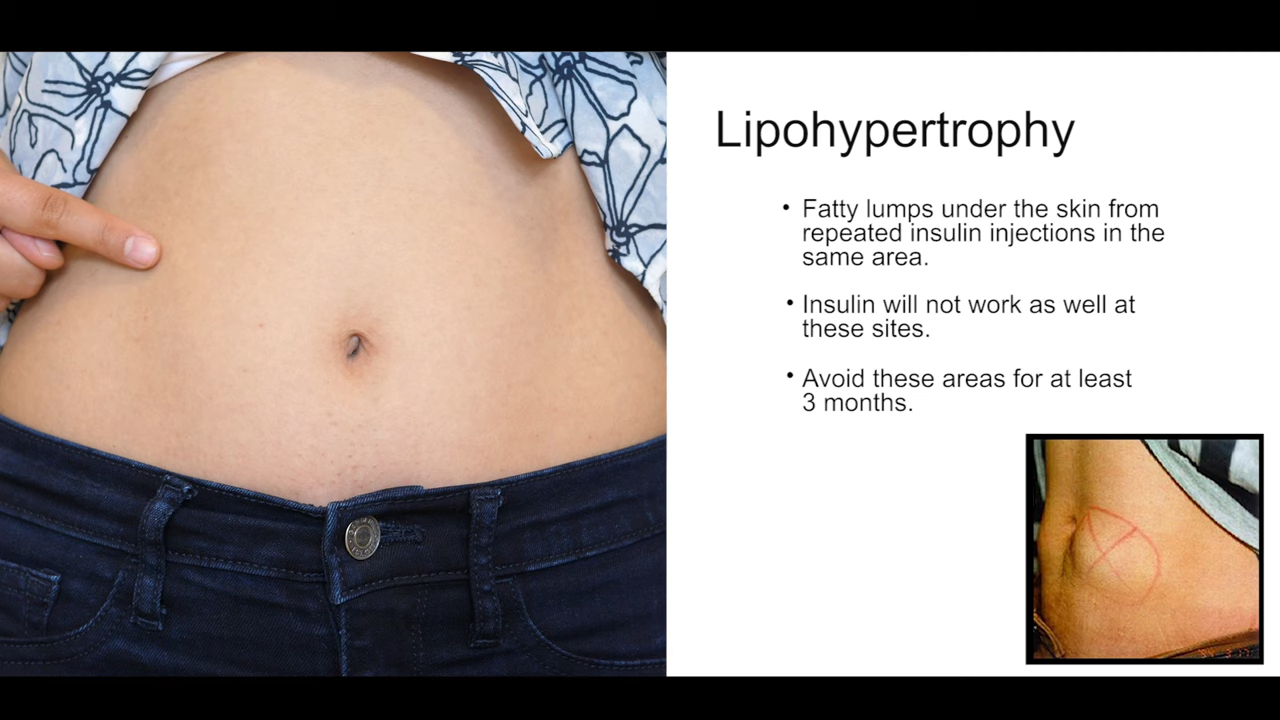 Lipohypertrophy
• Fatty lumps under the skin from
repeated insulin injections in the
same area.
• Insulin will not work as well at
these sites.
• Avoid these areas for at least
3 months.